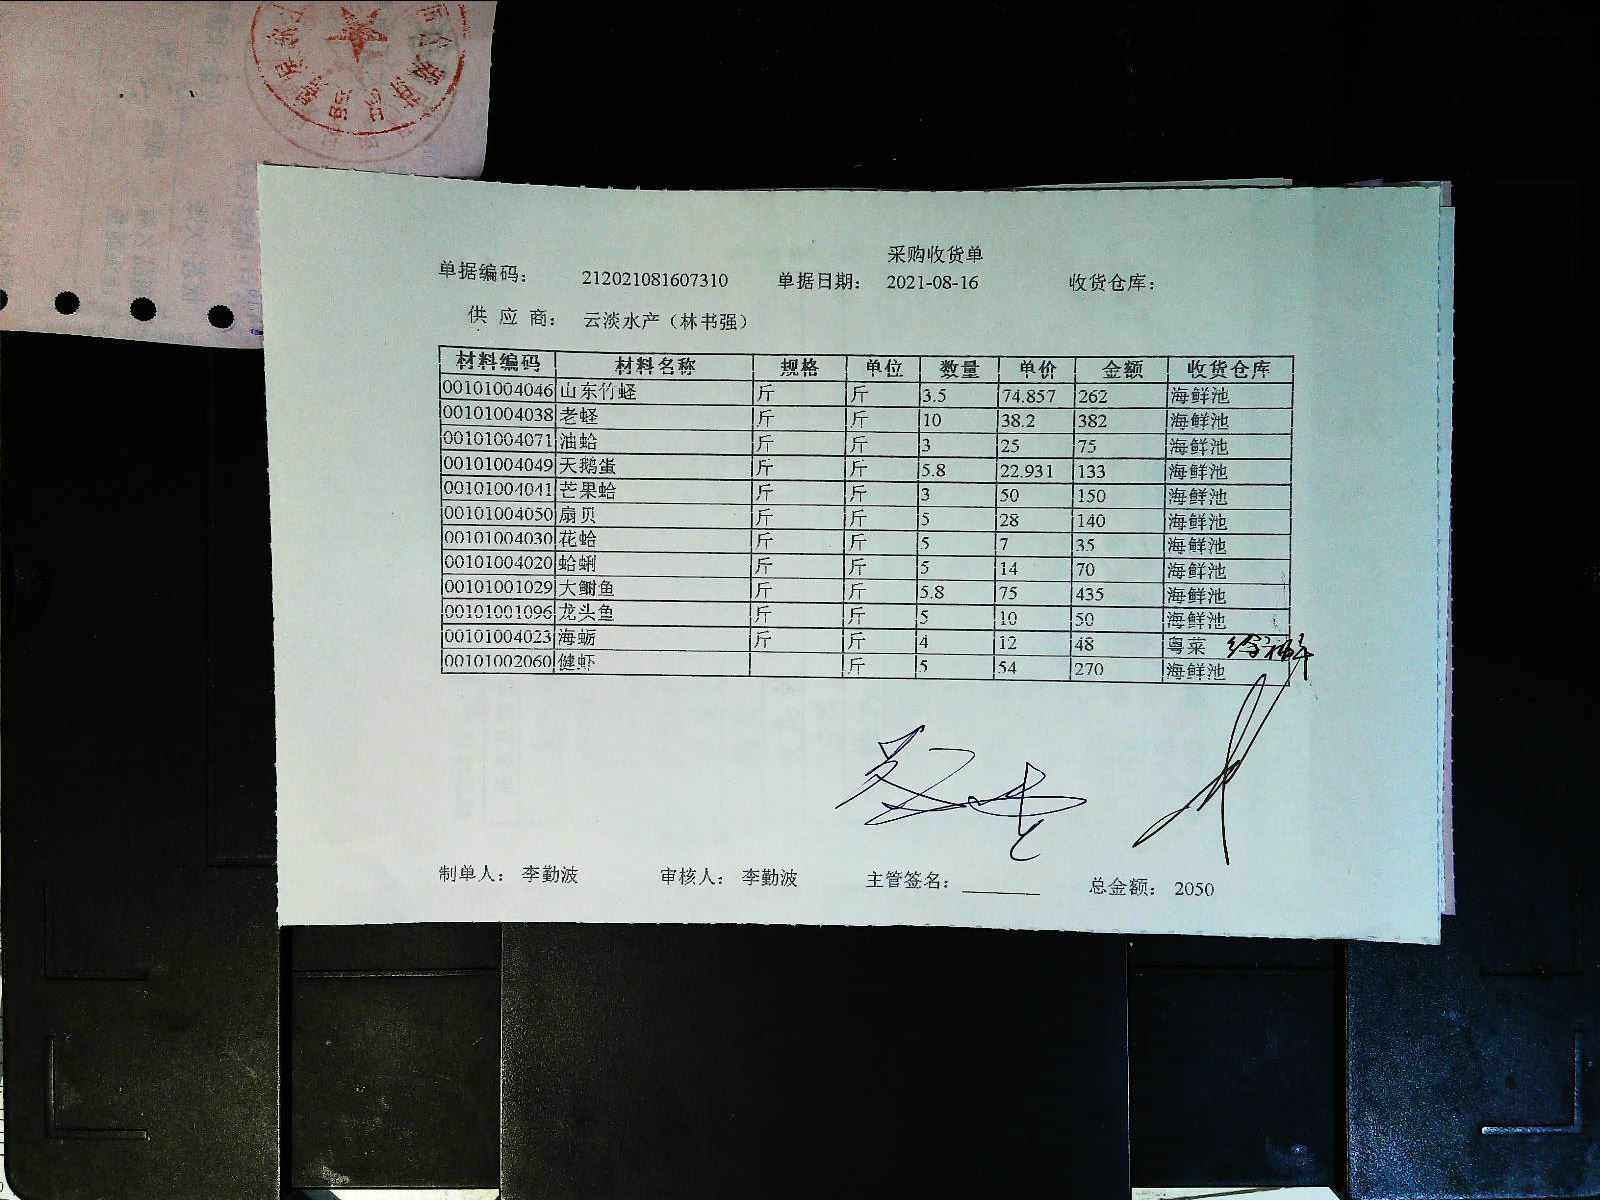 采购收货单
单据编码： 212021081607310 单据日期： 2021-08-16 收货仓库：
供 应 商： 云淡水产（林书强）
材料编码 材料名称 规格 单位 数量 单价 金额 收货仓库
00101004046 山东竹蛏 斤 斤 3.5 74.857 262 海鲜池
00101004038 老蛏 斤 斤 10 38.2 382 海鲜池
00101004071 油蛤 斤 斤 3 25 75 海鲜池
00101004049 天鹅蛋 斤 斤 5.8 22.931 133 海鲜池
00101004041 芒果蛤 斤 斤 3 50 150 海鲜池
00101004050 扇贝 斤 斤 5 28 140 海鲜池
00101004030 花蛤 斤 斤 5 7 35 海鲜池
00101004020 蛤蜊 斤 斤 5 14 70 海鲜池
00101001029 大鲥鱼 斤 斤 5.8 75 435 海鲜池
00101001096 龙头鱼 斤 斤 5 10 50 海鲜池
00101004023 海蛎 斤 斤 4 12 48 粤菜
00101002060 健虾 斤 5 54 270 海鲜池
制单人： 李勤波 审核人： 李勤波 主管签名： 总金额： 2050